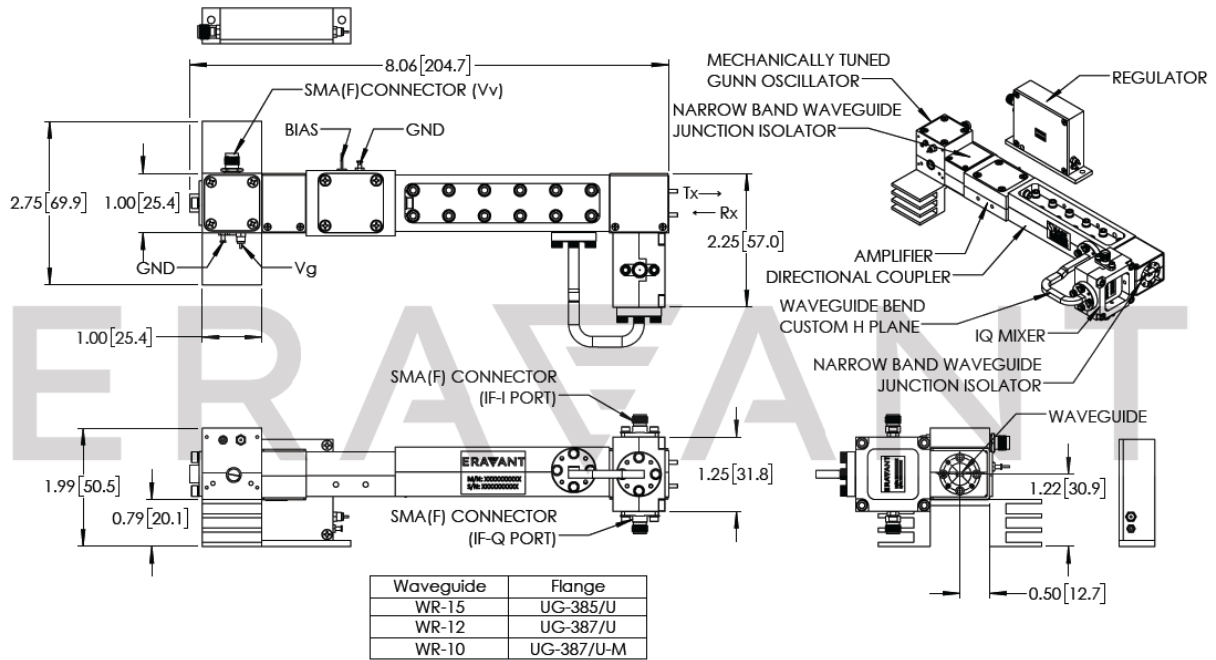 8.06[204.7]
SMA(F)CONNECTOR (Vv)
BIAS
GND
2.75[69.9]
1.00[25.4]
Tx
Rx
2.25[57.0]
GND
Vg
1.00[25.4]
MECHANICALLY TUNED
GUNN OSCILLATOR
REGULATOR
NARROW BAND WAVEGUIDE
JUNCTION ISOLATOR
AMPLIFIER
DIRECTIONAL COUPLER
WAVEGUIDE BEND
CUSTOM H PLANE
IQ MIXER
NARROW BAND WAVEGUIDE
JUNCTION ISOLATOR
ERAVANT
SMA(F) CONNECTOR
(IF-I PORT)
1.99[50.5]
0.79[20.1]
ERAVANT
M/N: XXXXXXXXXX
S/N: XXXXXXXXXX
1.25[31.8]
SMA(F) CONNECTOR
(IF-Q PORT)
WAVEGUIDE
ERAVANT
1.22[30.9]
0.50[12.7]
Waveguide Flange
WR-15 UG-385/U
WR-12 UG-387/U
WR-10 UG-387/U-M